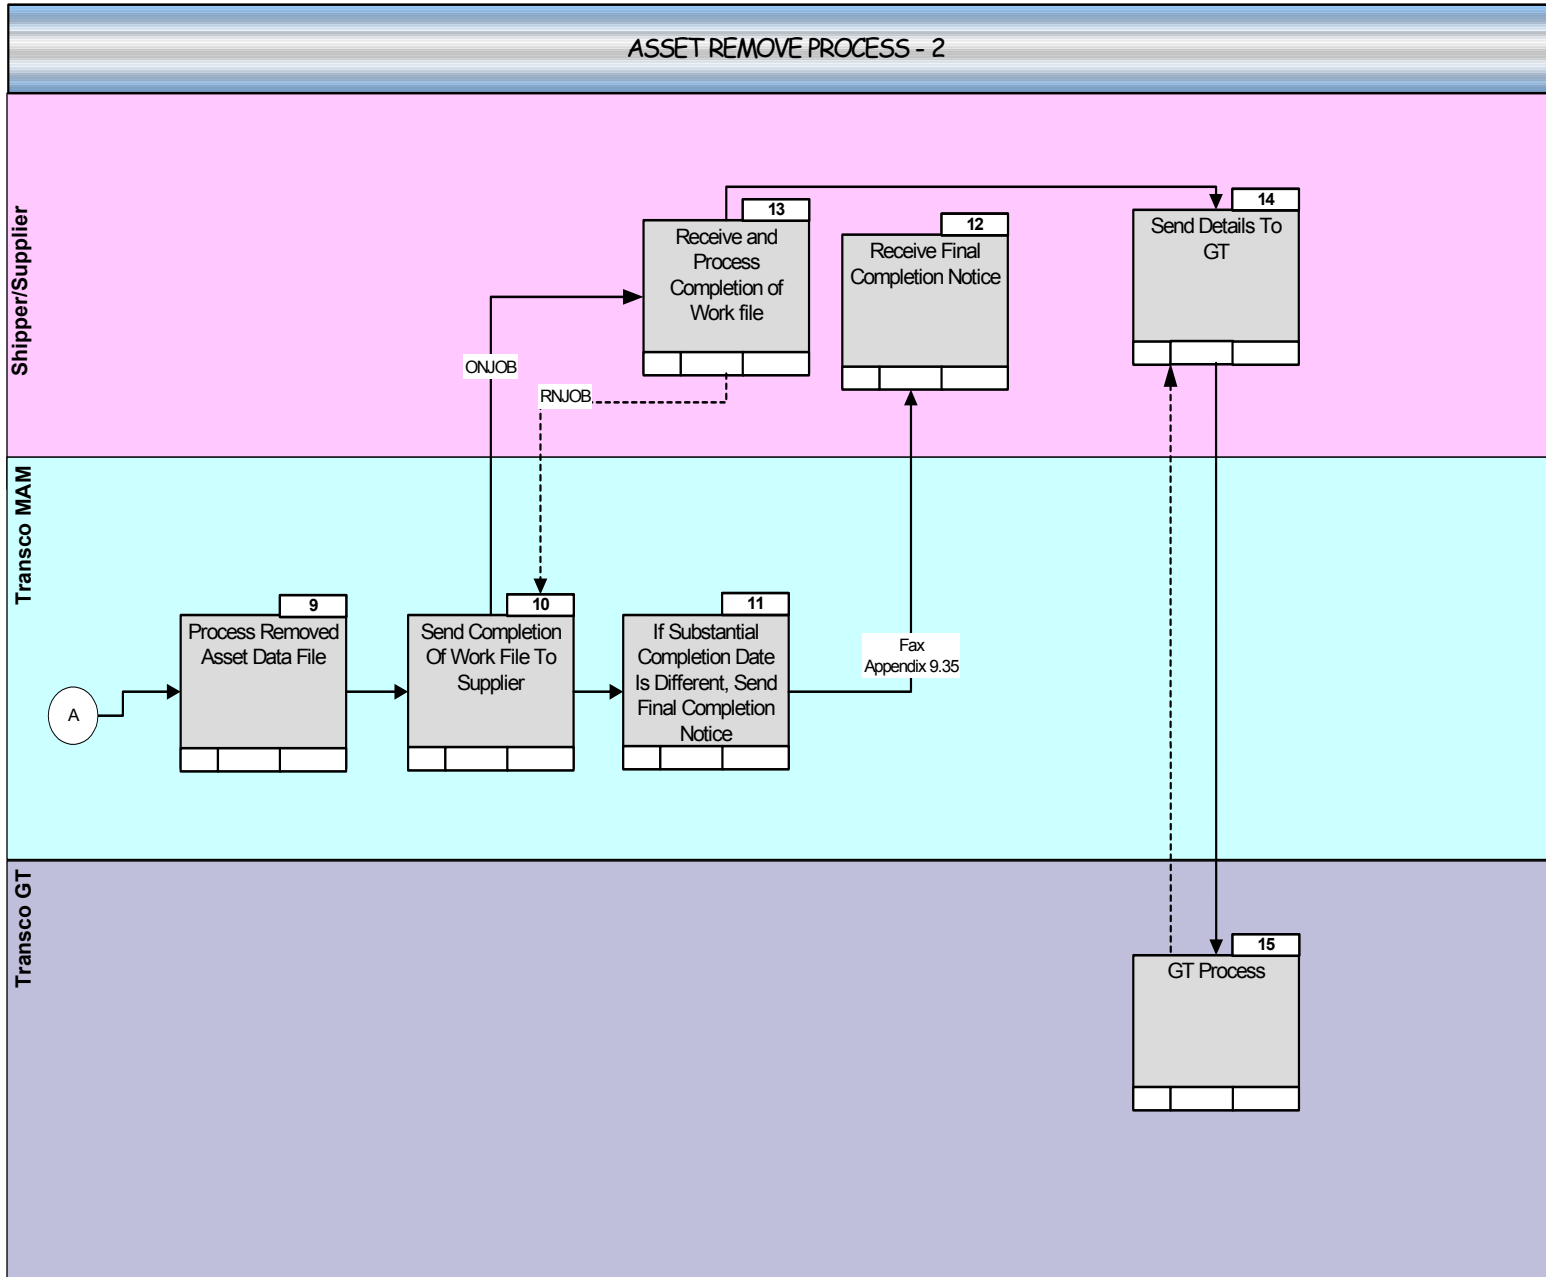 ASSET REMOVE PROCESS - 2
Shipper/Supplier
13
Receive and
Process
Completion of
Work file
12
Receive Final
Completion Notice
14
Send Details To
GT
ONJOB
RNJOB
Transco MAM
A
9
Process Removed
Asset Data File
10
Send Completion
Of Work File To
Supplier
11
If Substantial
Completion Date
Is Different, Send
Final Completion
Notice
Fax
Appendix 9.35
Transco GT
15
GT Process